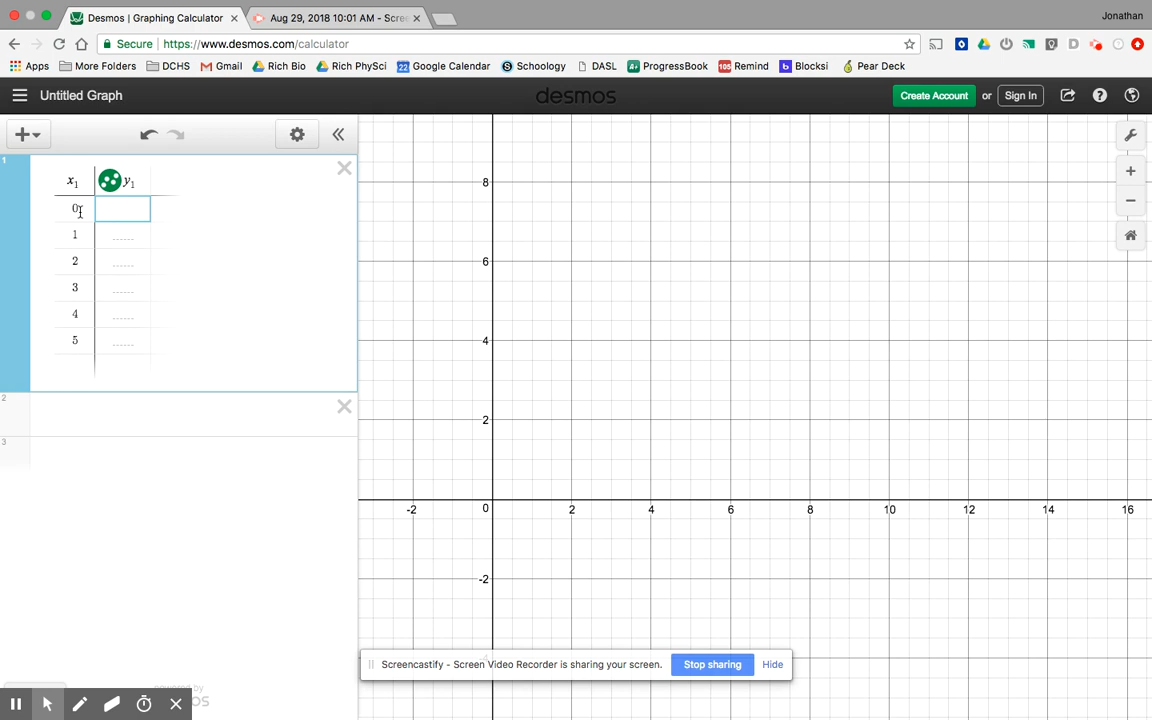 Desmos | Graphing Calculator
Aug 29, 2018 10:01 AM - Scree
Jonathan
Secure
https://www.desmos.com/calculator
Apps More Folders DCHS Gmail Rich Bio Rich PhySci 22 Google Calendar Schoology DASL ProgressBook Remind Blocksi Pear Deck
Untitled Graph
desmos
Create Account or Sign In
1
x₁ y₁
0
1
2
3
4
5
2
3
8
6
4
2
-2 0 2 4 6 8 10 12 14 16
-2
Screencastify - Screen Video Recorder is sharing your screen. Stop sharing Hide
powered by